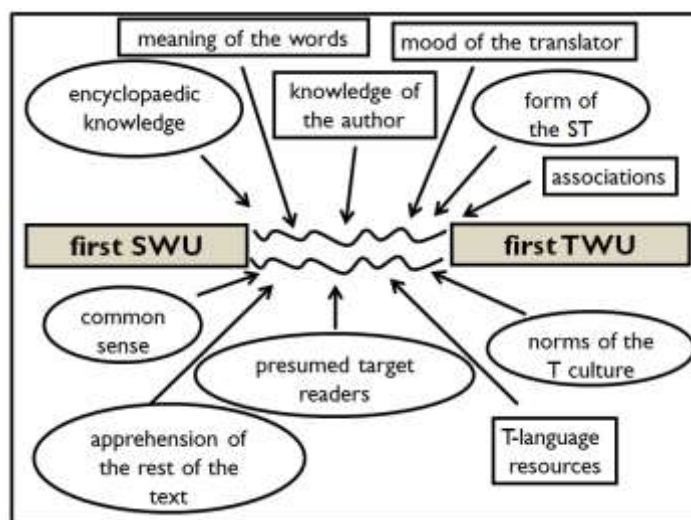 meaning of the words
mood of the translator
encyclopaedic
knowledge
knowledge of
the author
form of
the ST
associations
first SWU
first TWU
common
sense
presumed target
readers
norms of the
T culture
apprehension of
the rest of the
text
T-language
resources